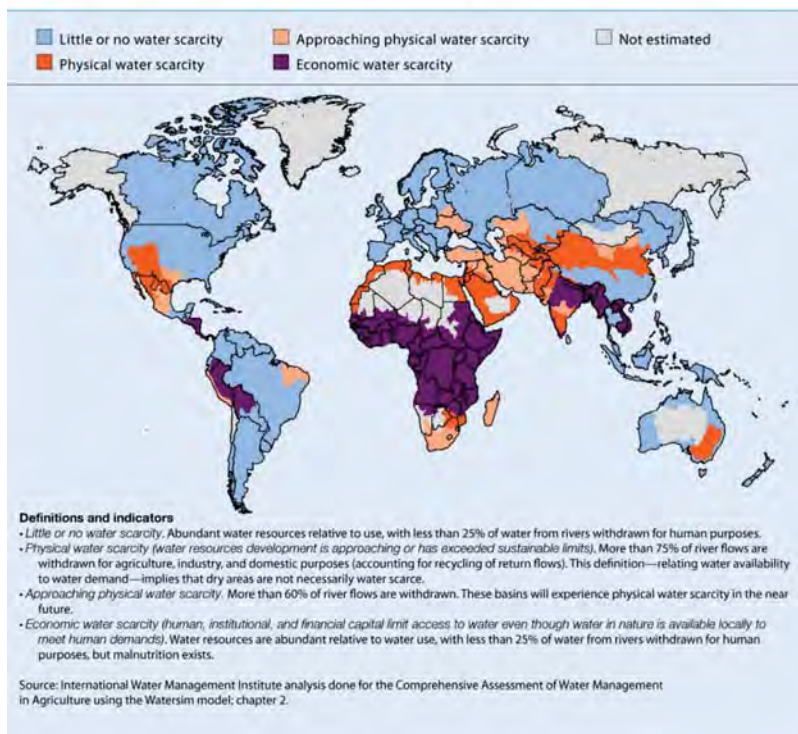 Little or no water scarcity Approaching physical water scarcity Not estimated
Physical water scarcity Economic water scarcity
Definitions and indicators
• Little or no water scarcity. Abundant water resources relative to use, with less than 25% of water from rivers withdrawn for human purposes.
• Physical water scarcity (water resources development is approaching or has exceeded sustainable limits). More than 75% of river flows are
withdrawn for agriculture, industry, and domestic purposes (accounting for recycling of return flows). This definition—relating water availability
to water demand—implies that dry areas are not necessarily water scarce.
• Approaching physical water scarcity. More than 60% of river flows are withdrawn. These basins will experience physical water scarcity in the near
future.
• Economic water scarcity (human, institutional, and financial capital limit access to water even though water in nature is available locally to
meet human demands). Water resources are abundant relative to water use, with less than 25% of water from rivers withdrawn for human
purposes, but malnutrition exists.
Source: International Water Management Institute analysis done for the Comprehensive Assessment of Water Management
in Agriculture using the Watersim model; chapter 2.